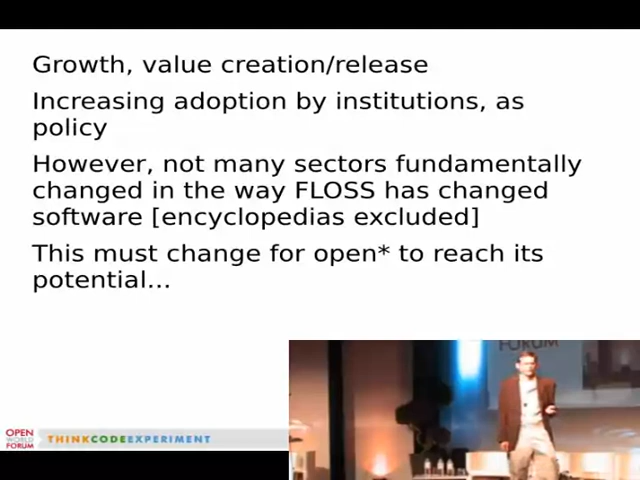 Growth, value creation/release
Increasing adoption by institutions, as
policy
However, not many sectors fundamentally
changed in the way FLOSS has changed
software [encyclopedias excluded]
This must change for open* to reach its
potential...
FORUM
OPEN
WORLD
FORUM
THINKCODEEXPERIMENT